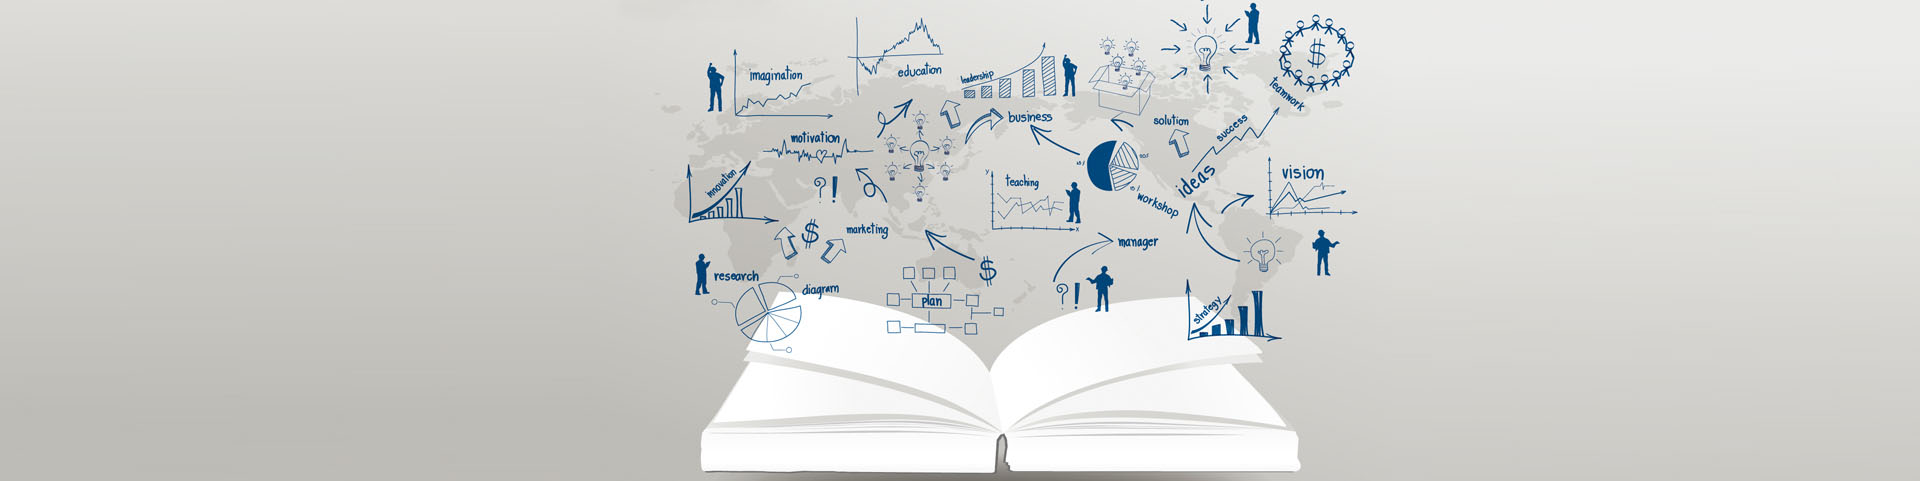 imagination
education
leadership
$
teamwork
motivation
business
solution
success
innovation
? !
teaching
y
x
workshop
ideas
vision
$
marketing
manager
research
diagram
$
plan
? !
strategy